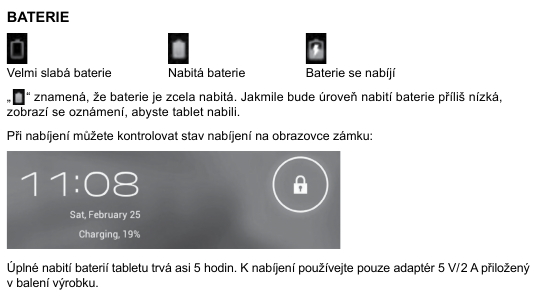 BATERIE
Velmi slabá baterie Nabitá baterie Baterie se nabíjí
„ “ znamená, že baterie je zcela nabitá. Jakmile bude úroveň nabití baterie příliš nízká,
zobrazí se oznámení, abyste tablet nabili.
Při nabíjení můžete kontrolovat stav nabíjení na obrazovce zámku:
11:08
Sat, February 25
Charging, 19%
Úplné nabití baterií tabletu trvá asi 5 hodin. K nabíjení používejte pouze adaptér 5 V/2 A přiložený
v balení výrobku.